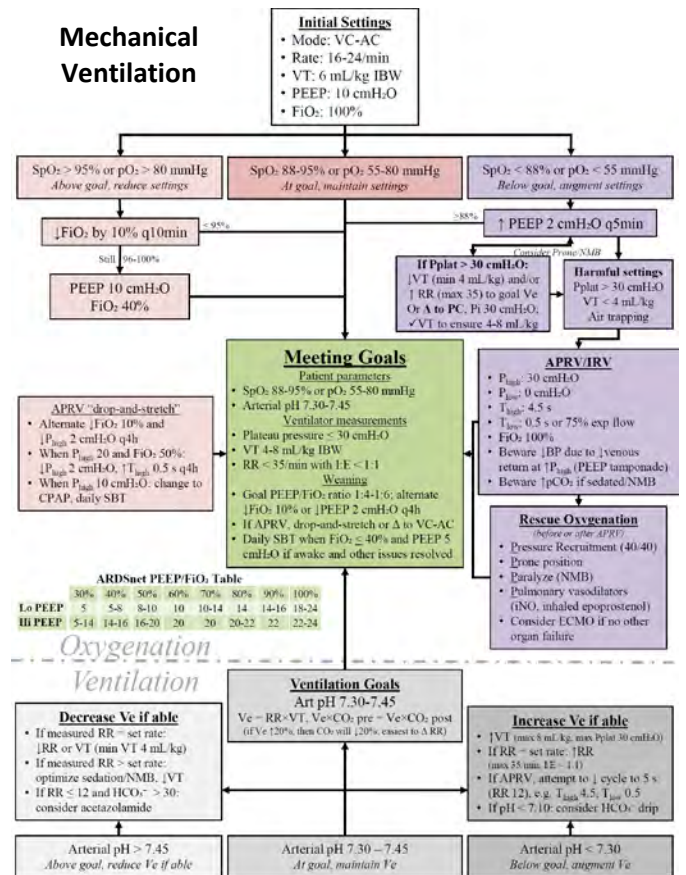 Mechanical
Ventilation
Initial Settings
• Mode: VC-AC
• Rate: 16-24/min
• VT: 6 mL/kg IBW
• PEEP: 10 cmH₂O
• FiO₂: 100%
SpO₂ > 95% or pO₂ > 80 mmHg
Above goal, reduce settings
SpO₂ 88-95% or pO₂ 55-80 mmHg
At goal, maintain settings
SpO₂ < 88% or pO₂ < 55 mmHg
Below goal, augment settings
↓FiO₂ by 10% q10min
< 95%
>88%
↑ PEEP 2 cmH₂O q5min
Still 96-100%
Consider Prone/NMB
PEEP 10 cmH₂O
FiO₂ 40%
If Pplat > 30 cmH₂O:
↓VT (min 4 mL/kg) and/or
↑ RR (max 35) to goal Ve
Or Δ to PC, Pi 30 cmH₂O,
✓VT to ensure 4-8 mL/kg
Harmful settings
Pplat > 30 cmH₂O
VT < 4 mL/kg
Air trapping
Meeting Goals
Patient parameters
• SpO₂ 88-95% or pO₂ 55-80 mmHg
• Arterial pH 7.30-7.45
Ventilator measurements
• Plateau pressure ≤ 30 cmH₂O
• VT 4-8 mL/kg IBW
• RR < 35/min with I:E < 1:1
Weaning
• Goal PEEP/FiO₂ ratio 1:4-1:6; alternate
↓FiO₂ 10% or ↓PEEP 2 cmH₂O q4h
• If APRV, drop-and-stretch or Δ to VC-AC
• Daily SBT when FiO₂ ≤ 40% and PEEP 5
cmH₂O if awake and other issues resolved
APRV "drop-and-stretch"
• Alternate ↓FiO₂ 10% and
↓P high 2 cmH₂O q4h
• When P high 20 and FiO₂ 50%:
↓P high 2 cmH₂O, ↑T high 0.5 s q4h
• When P high 10 cmH₂O: change to
CPAP, daily SBT
APRV/IRV
• P high: 30 cmH₂O
• P low: 0 cmH₂O
• T high: 4.5 s
• T low: 0.5 s or 75% exp flow
• FiO₂ 100%
• Beware ↓BP due to ↓venous
return at ↑P high (PEEP tamponade)
• Beware ↑pCO₂ if sedated/NMB
Rescue Oxygenation
(before or after APRV)
• Pressure Recruitment (40/40)
• Prone position
• Paralyze (NMB)
• Pulmonary vasodilators
(iNO, inhaled epoprostenol)
• Consider ECMO if no other
organ failure
ARDSnet PEEP/FiO₂ Table
30% 40% 50% 60% 70% 80% 90% 100%
Lo PEEP 5 5-8 8-10 10 10-14 14 14-16 18-24
Hi PEEP 5-14 14-16 16-20 20 20 20-22 22 22-24
Oxygenation
Ventilation
Ventilation Goals
Art pH 7.30-7.45
Ve = RR×VT, Ve×CO₂ pre = Ve×CO₂ post
(if Ve ↑20%, then CO₂ will ↓20%, easiest to Δ RR)
Decrease Ve if able
• If measured RR = set rate:
↓RR or VT (min VT 4 mL/kg)
• If measured RR > set rate:
optimize sedation/NMB, ↓VT
• If RR ≤ 12 and HCO₃⁻ > 30:
consider acetazolamide
Increase Ve if able
• ↑VT (max 8 mL/kg, max Pplat 30 cmH₂O)
• If RR = set rate: ↑RR
(max 35 min, I:E ~ 1:1)
• If APRV, attempt to ↓ cycle to 5 s
(RR 12), e.g. T high 4.5, T low 0.5
• If pH < 7.10: consider HCO₃⁻ drip
Arterial pH > 7.45
Above goal, reduce Ve if able
Arterial pH 7.30 – 7.45
At goal, maintain Ve
Arterial pH < 7.30
Below goal, augment Ve